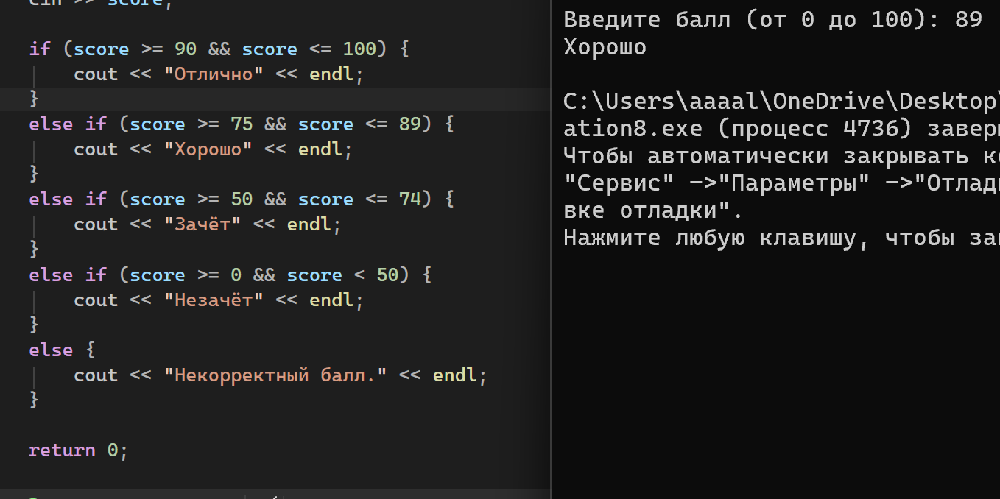 cin >> score;
if (score >= 90 && score <= 100) {
cout << "Отлично" << endl;
}
else if (score >= 75 && score <= 89) {
cout << "Хорошо" << endl;
}
else if (score >= 50 && score <= 74) {
cout << "Зачёт" << endl;
}
else if (score >= 0 && score < 50) {
cout << "Незачёт" << endl;
}
else {
cout << "Некорректный балл." << endl;
}
return 0;
Введите балл (от 0 до 100): 89
Хорошо
C:\Users\aaaal\OneDrive\Desktop\
ation8.exe (процесс 4736)
Чтобы автоматически закрывать
"Сервис" ->"Параметры" ->
вке отладки".
Нажмите любую клавишу, чтобы